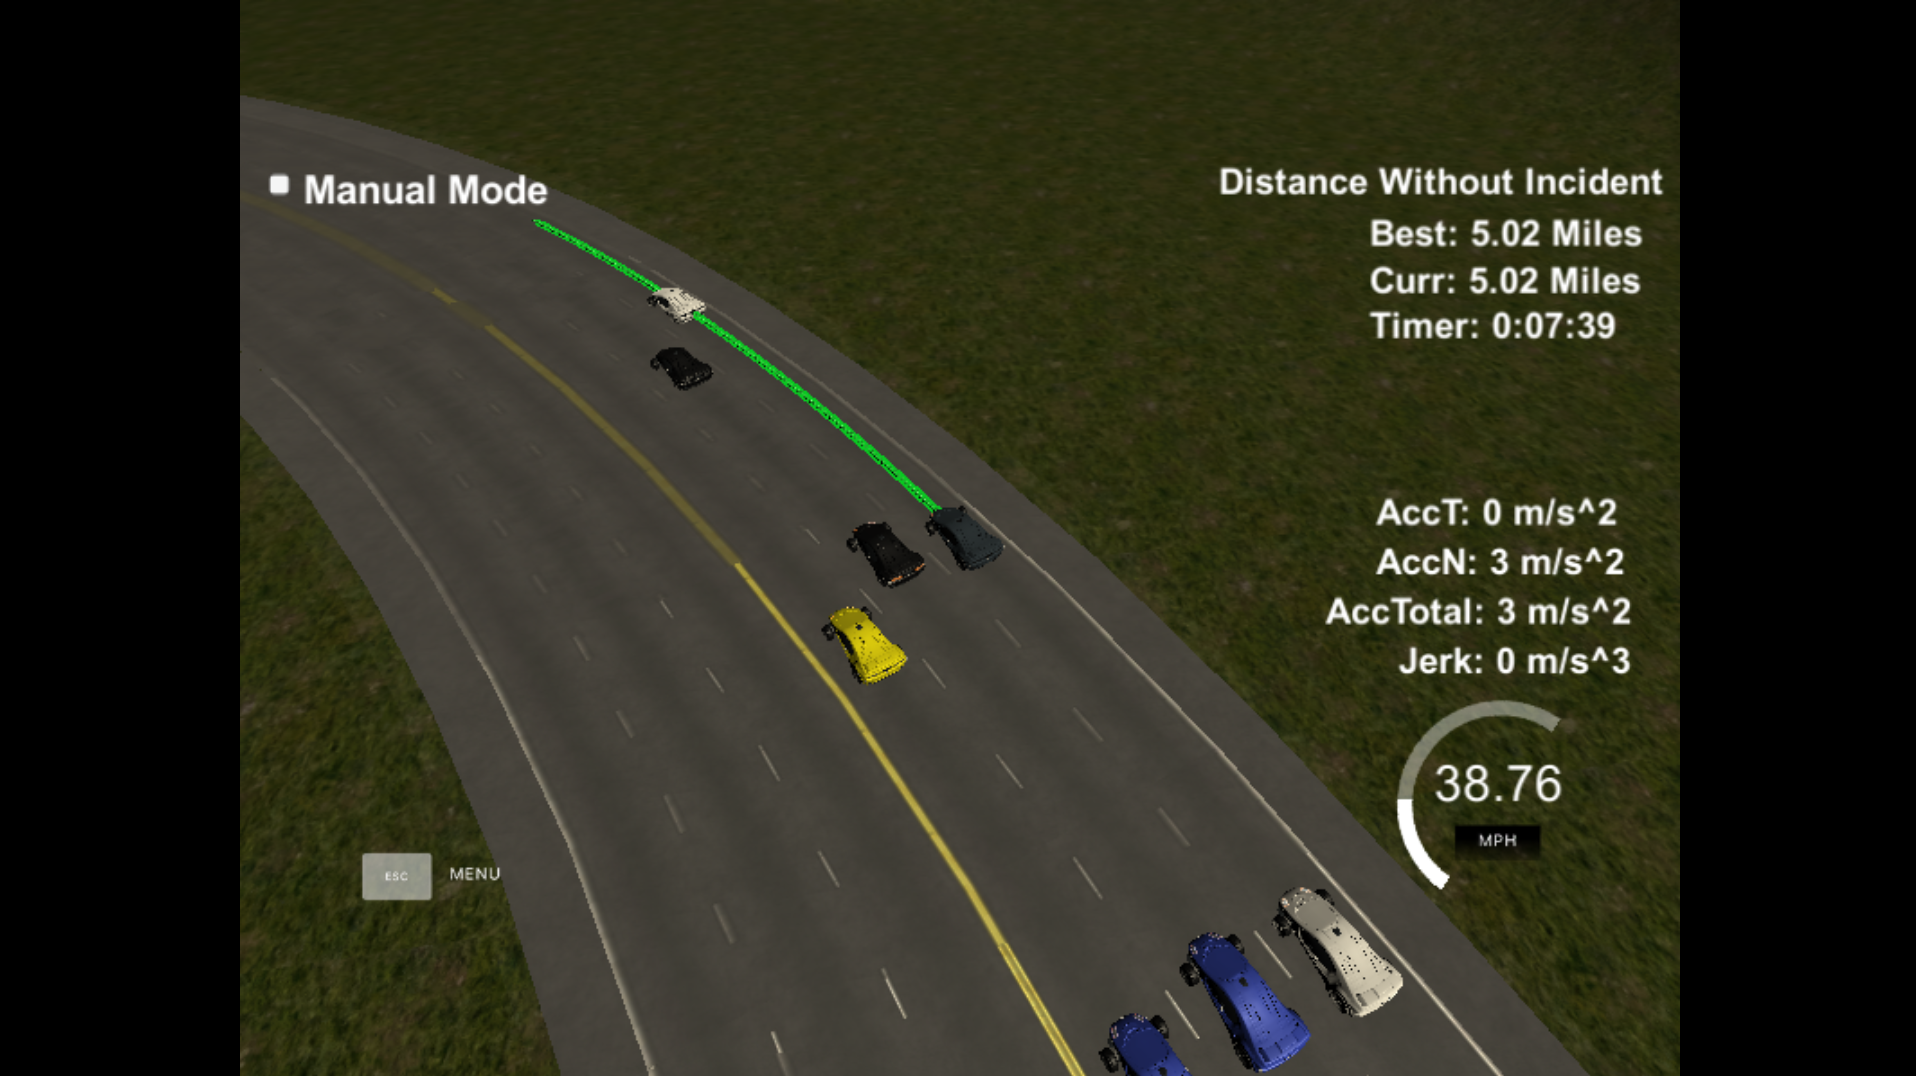 Manual Mode
Distance Without Incident
Best: 5.02 Miles
Curr: 5.02 Miles
Timer: 0:07:39
AccT: 0 m/s^2
AccN: 3 m/s^2
AccTotal: 3 m/s^2
Jerk: 0 m/s^3
38.76
MPH
ESC MENU